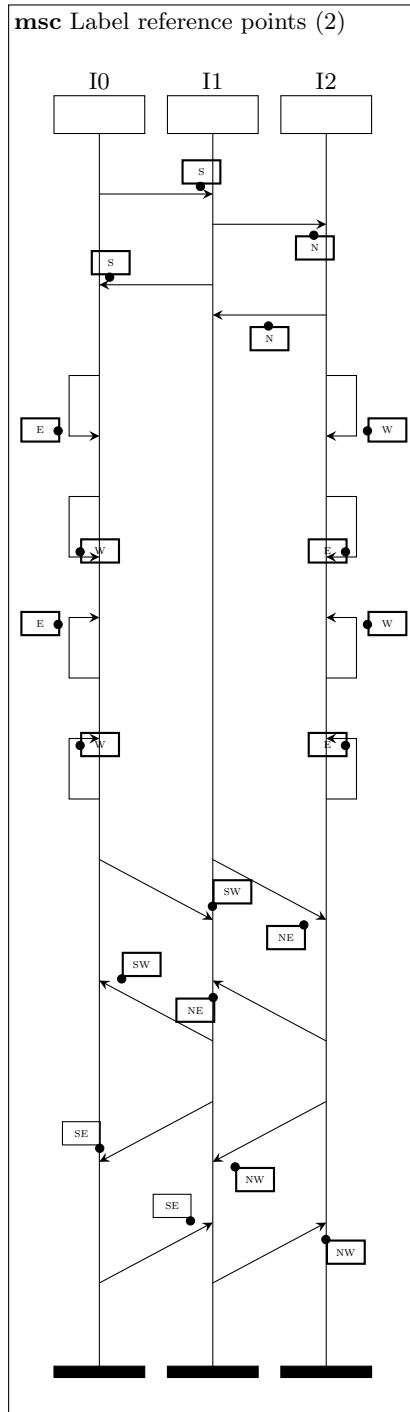 msc Label reference points (2)
I0 I1 I2
S
N
S
N
E W
W E
E W
W E
SW
NE
SW
NE
SE
NW
SE
NW